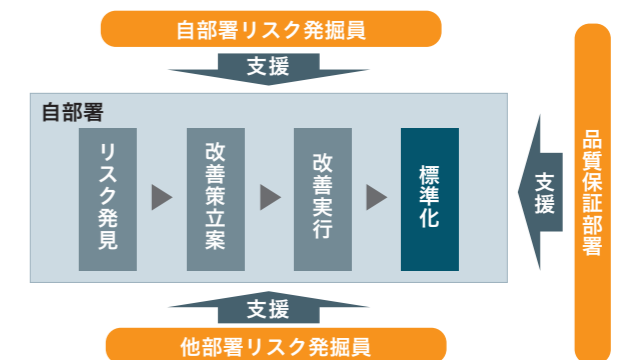 自部署リスク発掘員
支援
自部署
リスク発見
改善策立案
改善実行
標準化
支援
品質保証部署
支援
他部署リスク発掘員